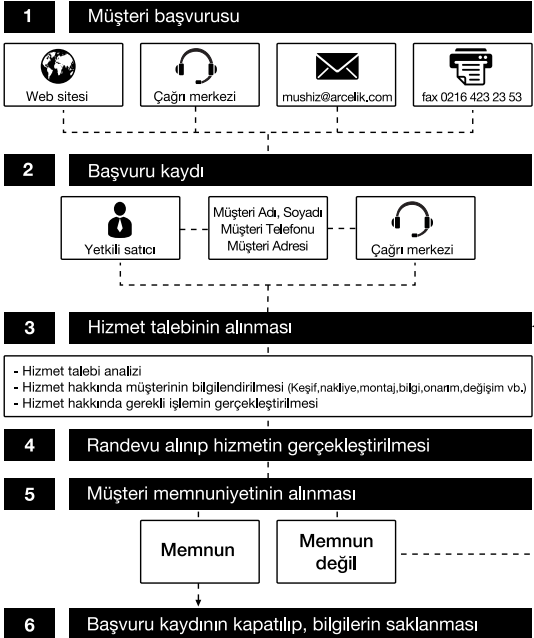 1 Müşteri başvurusu
Web sitesi
Çağrı merkezi
mushiz@arcelik.com
fax 0216 423 23 53
2 Başvuru kaydı
Yetkili satıcı
Müşteri Adı, Soyadı
Müşteri Telefonu
Müşteri Adresi
Çağrı merkezi
3 Hizmet talebinin alınması
- Hizmet talebi analizi
- Hizmet hakkında müşterinin bilgilendirilmesi (Keşif,nakliye,montaj,bilgi,onarım,değişim vb.)
- Hizmet hakkında gerekli işlemin gerçekleştirilmesi
4 Randevu alınıp hizmetin gerçekleştirilmesi
5 Müşteri memnuniyetinin alınması
Memnun
Memnun
değil
6 Başvuru kaydının kapatılıp, bilgilerin saklanması